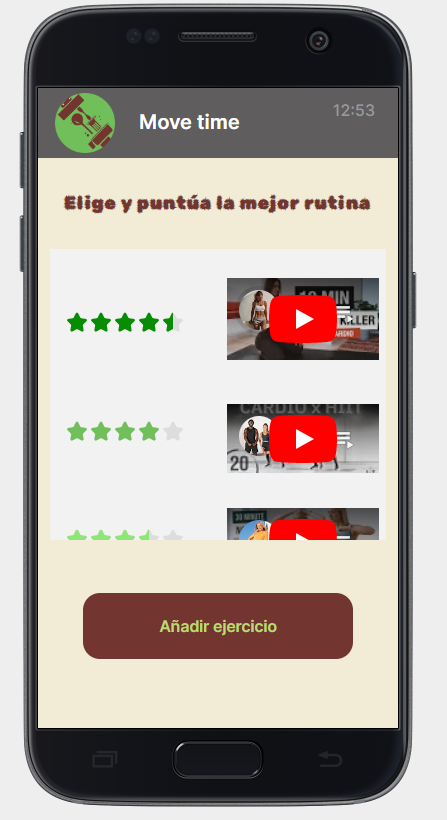 12:53
Move time
Elige y puntúa la mejor rutina
10 MIN
KILLER
CARDIO
CARDIO x HIIT
20
30 MINUTE
Añadir ejercicio